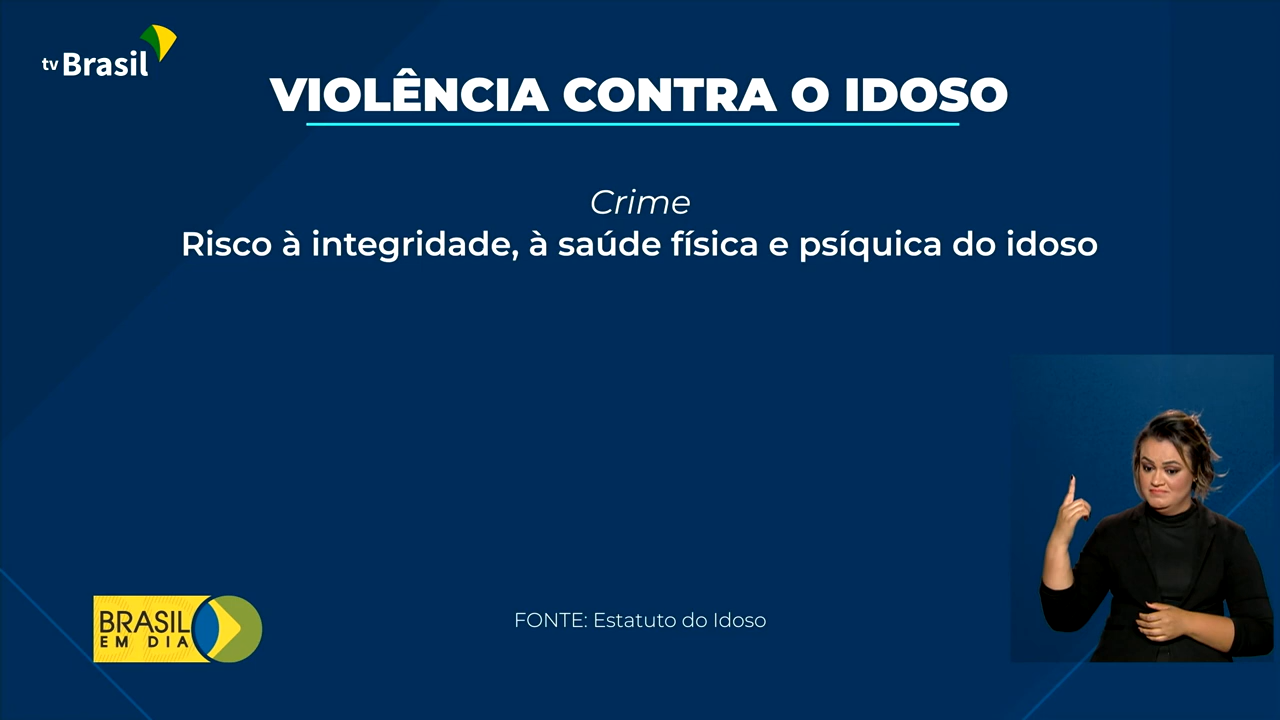 tv Brasil
VIOLÊNCIA CONTRA O IDOSO
Crime
Risco à integridade, à saúde física e psíquica do idoso
BRASIL
EM DIA
FONTE: Estatuto do Idoso